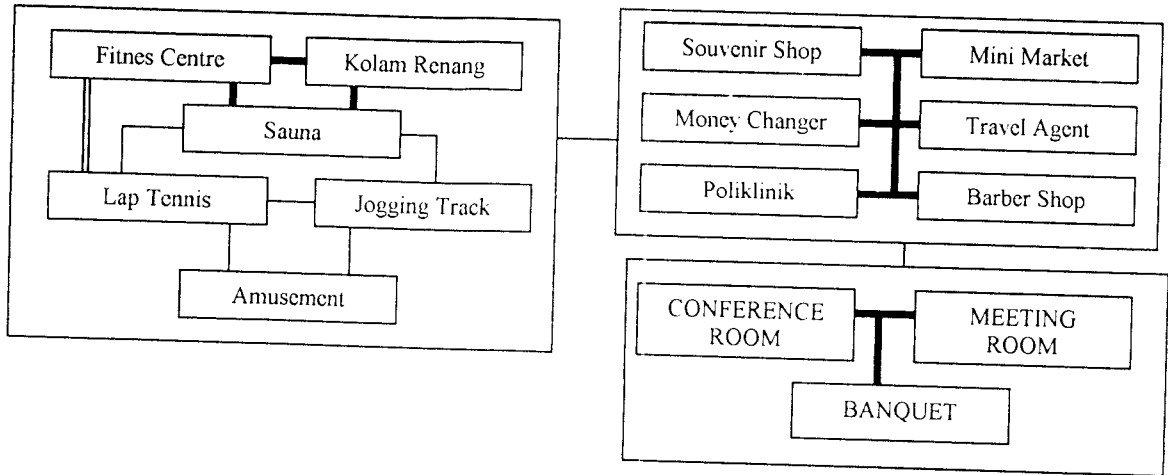 Fitnes Centre
Kolam Renang
Sauna
Lap Tennis
Jogging Track
Amusement
Souvenir Shop
Mini Market
Money Changer
Travel Agent
Poliklinik
Barber Shop
CONFERENCE
ROOM
MEETING
ROOM
BANQUET